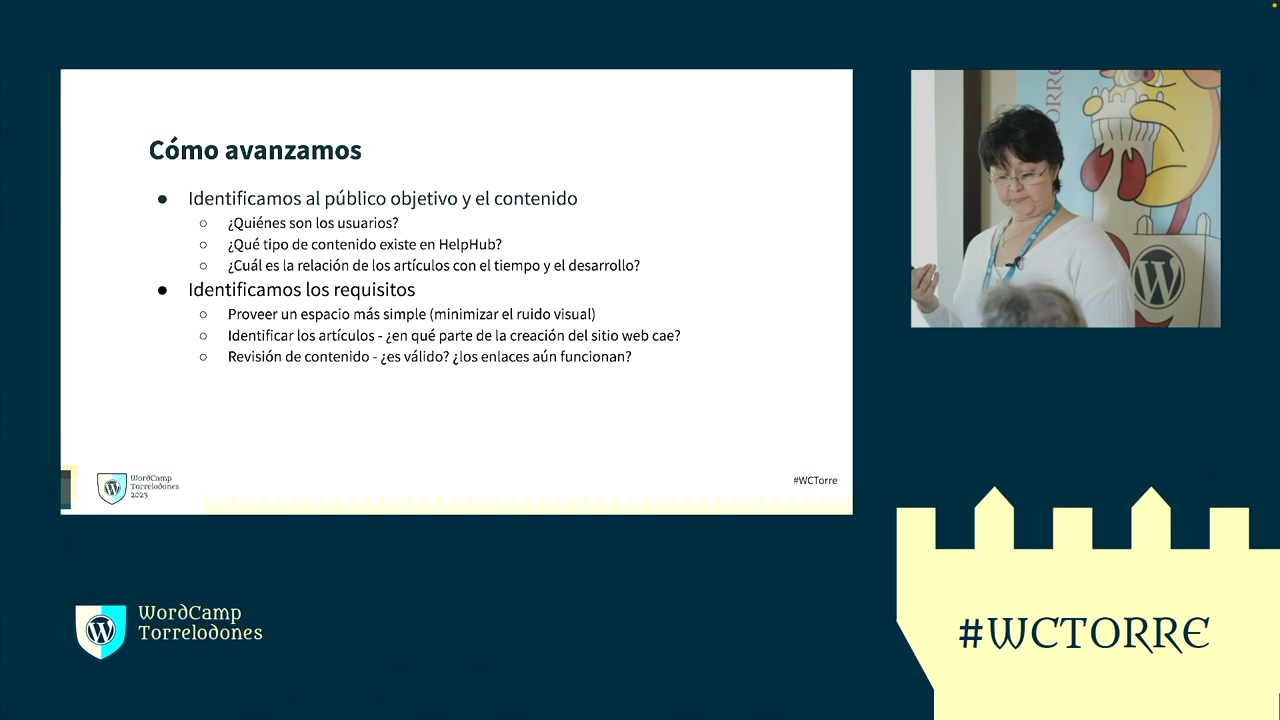 Cómo avanzamos
● Identificamos al público objetivo y el contenido
○ ¿Quiénes son los usuarios?
○ ¿Qué tipo de contenido existe en HelpHub?
○ ¿Cuál es la relación de los artículos con el tiempo y el desarrollo?
● Identificamos los requisitos
○ Proveer un espacio más simple (minimizar el ruido visual)
○ Identificar los artículos - ¿en qué parte de la creación del sitio web cae?
○ Revisión de contenido - ¿es válido? ¿los enlaces aún funcionan?
WordCamp
Torrelodones
2023
#WCTorre
ORRE
WordCamp
Torrelodones
#WCTORRE